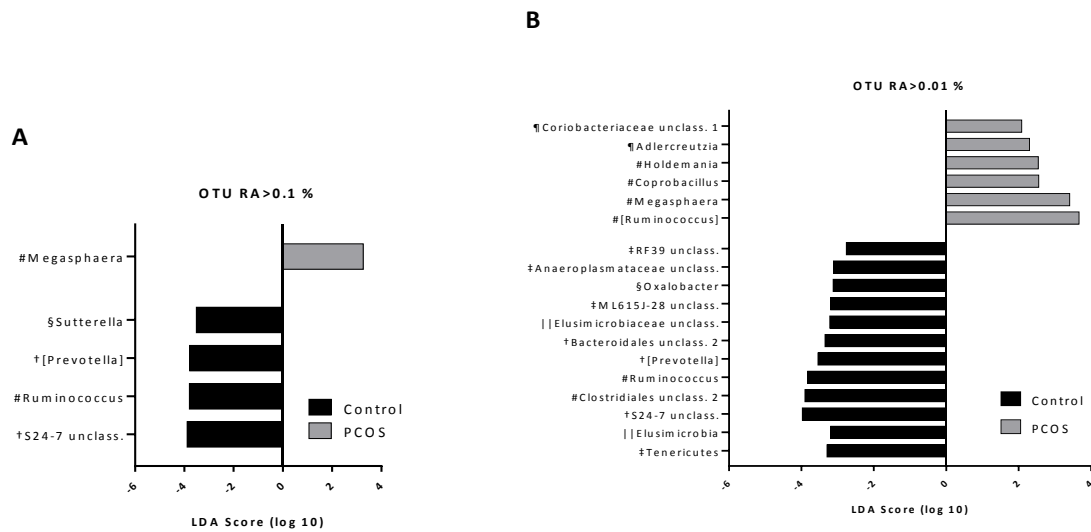 A
OTU RA>0.1 %
#Megasphaera
§Sutterella
†[Prevotella]
#Ruminococcus
†S24-7 unclass.
Control
PCOS
-6
-4
-2
0
2
4
LDA Score (log 10)
B
OTU RA>0.01 %
¶Coriobacteriaceae unclass. 1
¶Adlercreutzia
#Holdemania
#Coprobacillus
#Megasphaera
#[Ruminococcus]
‡RF39 unclass.
‡Anaeroplasmataceae unclass.
§Oxalobacter
‡ML615J-28 unclass.
||Elusimicrobiaceae unclass.
†Bacteroidales unclass. 2
†[Prevotella]
#Ruminococcus
#Clostridiales unclass. 2
†S24-7 unclass.
||Elusimicrobia
‡Tenericutes
Control
PCOS
-6
-4
-2
0
2
4
LDA Score (log 10)